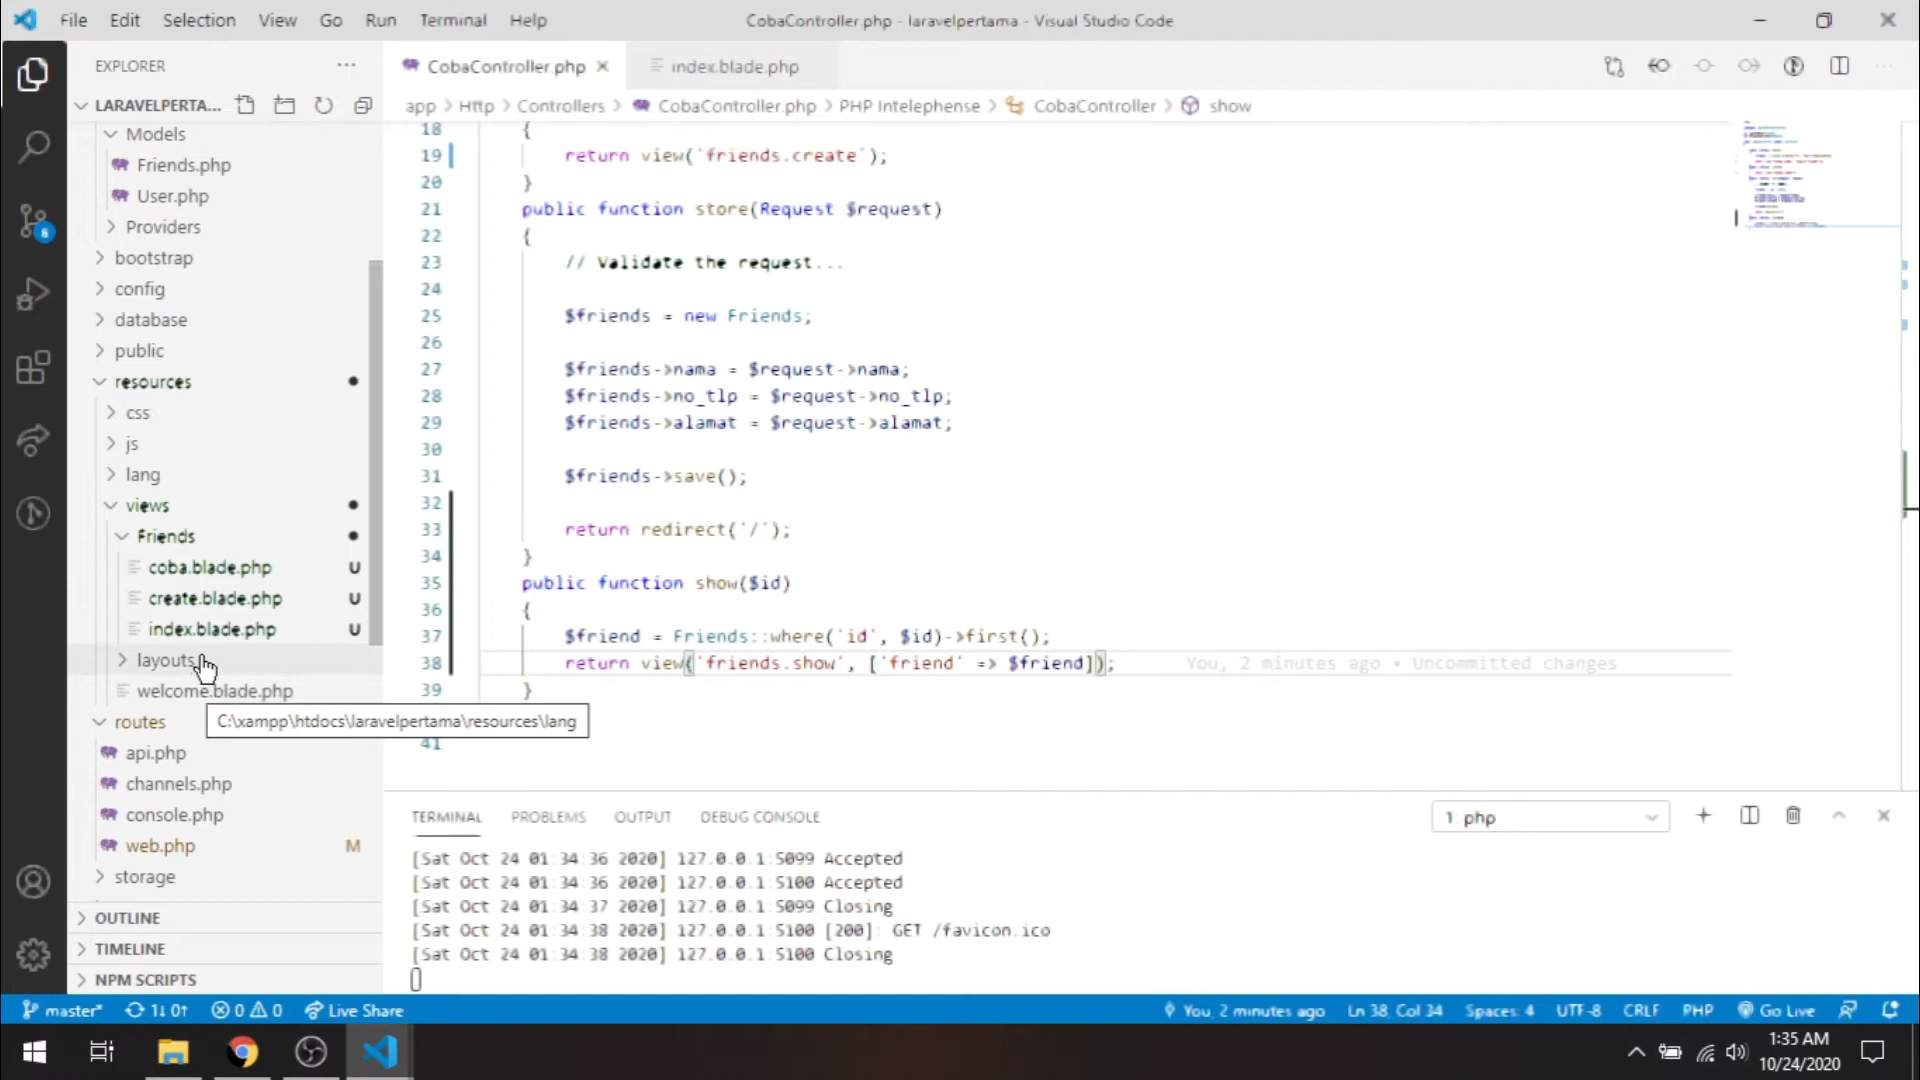 File Edit Selection View Go Run Terminal Help
CobaController.php - laravelpertama - Visual Studio Code
EXPLORER
CobaController.php
index.blade.php
LARAVELPERTA...
app > Http > Controllers > CobaController.php > PHP Intelephense > CobaController > show
Models
Friends.php
User.php
Providers
bootstrap
config
database
public
resources
css
js
lang
views
Friends
coba.blade.php U
create.blade.php U
index.blade.php U
layouts
welcome.blade.php
routes
C:\xampp\htdocs\laravelpertama\resources\lang
api.php
channels.php
console.php
web.php M
storage
OUTLINE
TIMELINE
NPM SCRIPTS
8
18 {
19 return view('friends.create');
20 }
21 public function store(Request $request)
22 {
23 // Validate the request...
24
25 $friends = new Friends;
26
27 $friends->nama = $request->nama;
28 $friends->no_tlp = $request->no_tlp;
29 $friends->alamat = $request->alamat;
30
31 $friends->save();
32
33 return redirect('/');
34 }
35 public function show($id)
36 {
37 $friend = Friends::where('id', $id)->first();
38 return view('friends.show', ['friend' => $friend]); You, 2 minutes ago • Uncommitted changes
39 }
41
TERMINAL PROBLEMS OUTPUT DEBUG CONSOLE
1: php
[Sat Oct 24 01:34:36 2020] 127.0.0.1:5099 Accepted
[Sat Oct 24 01:34:36 2020] 127.0.0.1:5100 Accepted
[Sat Oct 24 01:34:37 2020] 127.0.0.1:5099 Closing
[Sat Oct 24 01:34:38 2020] 127.0.0.1:5100 [200]: GET /favicon.ico
[Sat Oct 24 01:34:38 2020] 127.0.0.1:5100 Closing
master* 1↓ 0↑ 0 0 Live Share
You, 2 minutes ago Ln 38, Col 34 Spaces: 4 UTF-8 CRLF PHP Go Live
1:35 AM
10/24/2020